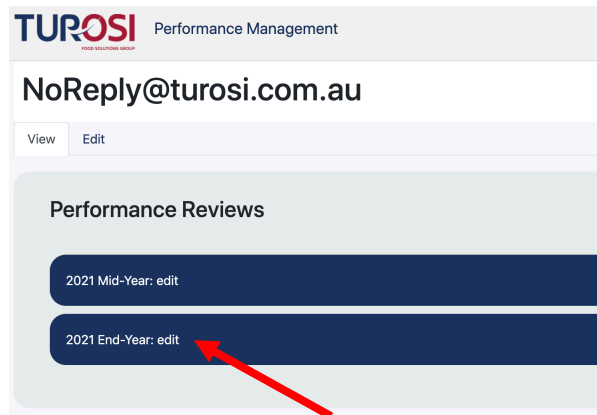 TUROSI
FOOD SOLUTIONS GROUP
Performance Management
NoReply@turosi.com.au
View Edit
Performance Reviews
2021 Mid-Year: edit
2021 End-Year: edit